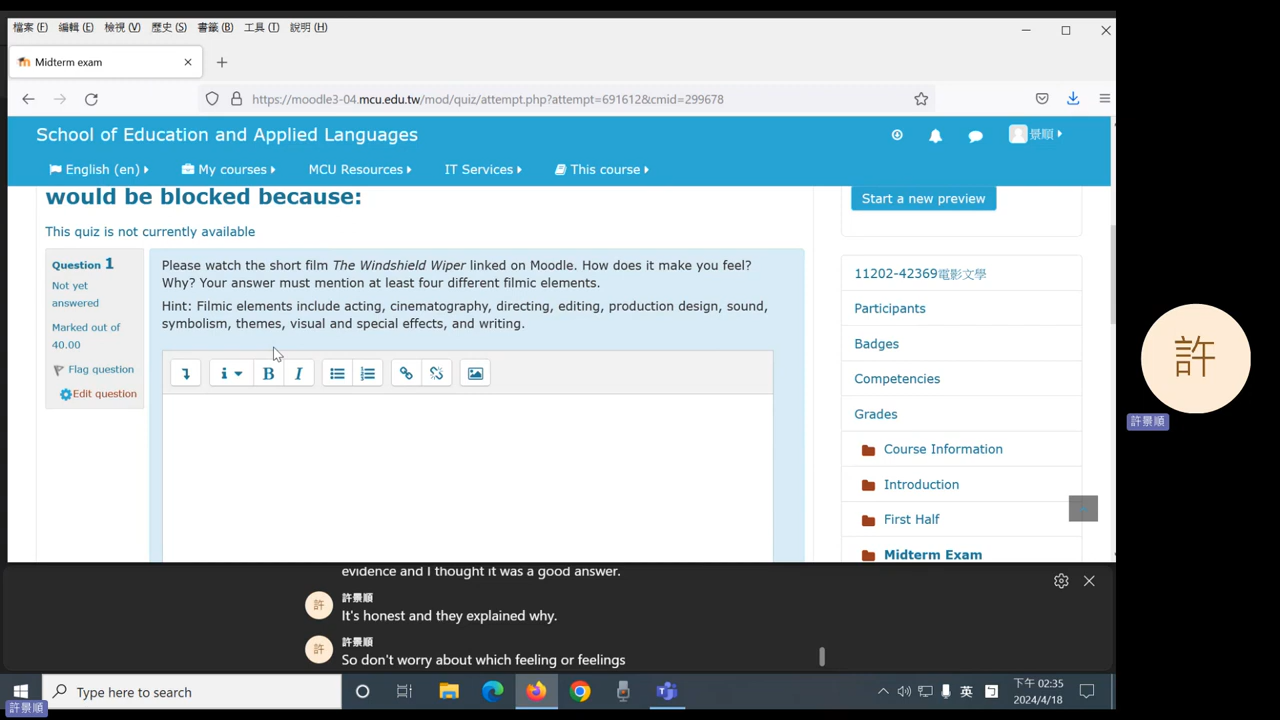 檔案 (F) 編輯 (E) 檢視 (V) 歷史 (S) 書籤 (B) 工具 (T) 說明 (H)
Midterm exam
https://moodle3-04.mcu.edu.tw/mod/quiz/attempt.php?attempt=691612&cmid=299678
School of Education and Applied Languages
景順
English (en) My courses MCU Resources IT Services This course
would be blocked because:
Start a new preview
This quiz is not currently available
Question 1
Not yet
answered
Marked out of
40.00
Flag question
Edit question
Please watch the short film The Windshield Wiper linked on Moodle. How does it make you feel?
Why? Your answer must mention at least four different filmic elements.
Hint: Filmic elements include acting, cinematography, directing, editing, production design, sound,
symbolism, themes, visual and special effects, and writing.
B I
11202-42369電影文學
Participants
Badges
Competencies
Grades
Course Information
Introduction
First Half
Midterm Exam
許
許景順
evidence and I thought it was a good answer.
許
許景順
It's honest and they explained why.
許
許景順
So don't worry about which feeling or feelings
Type here to search
英
下午 02:35
2024/4/18
許景順